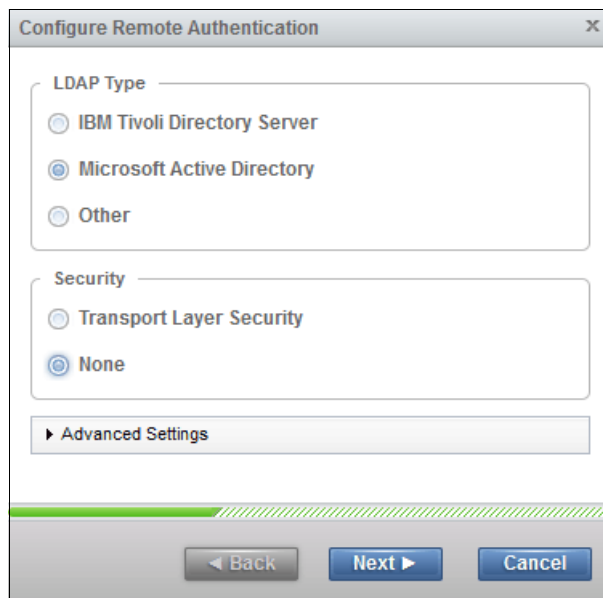 Configure Remote Authentication x
LDAP Type
IBM Tivoli Directory Server
Microsoft Active Directory
Other
Security
Transport Layer Security
None
Advanced Settings
Back Next Cancel